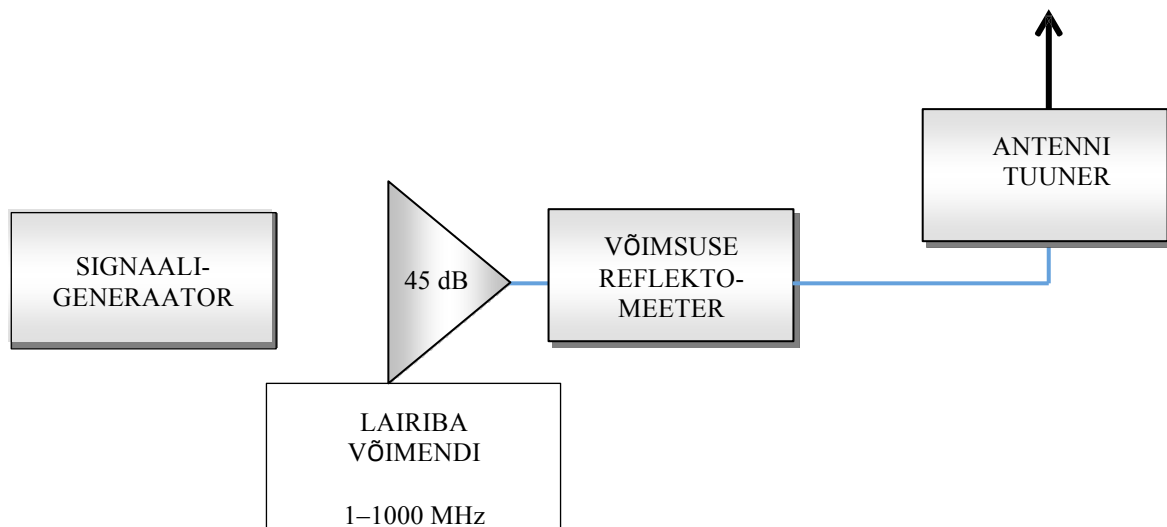 SIGNAALI-
GENERAATOR
45 dB
LAIRIBA
VÕIMENDI
1–1000 MHz
VÕIMSUSE
REFLEKTO-
MEETER
ANTENNI
TUUNER